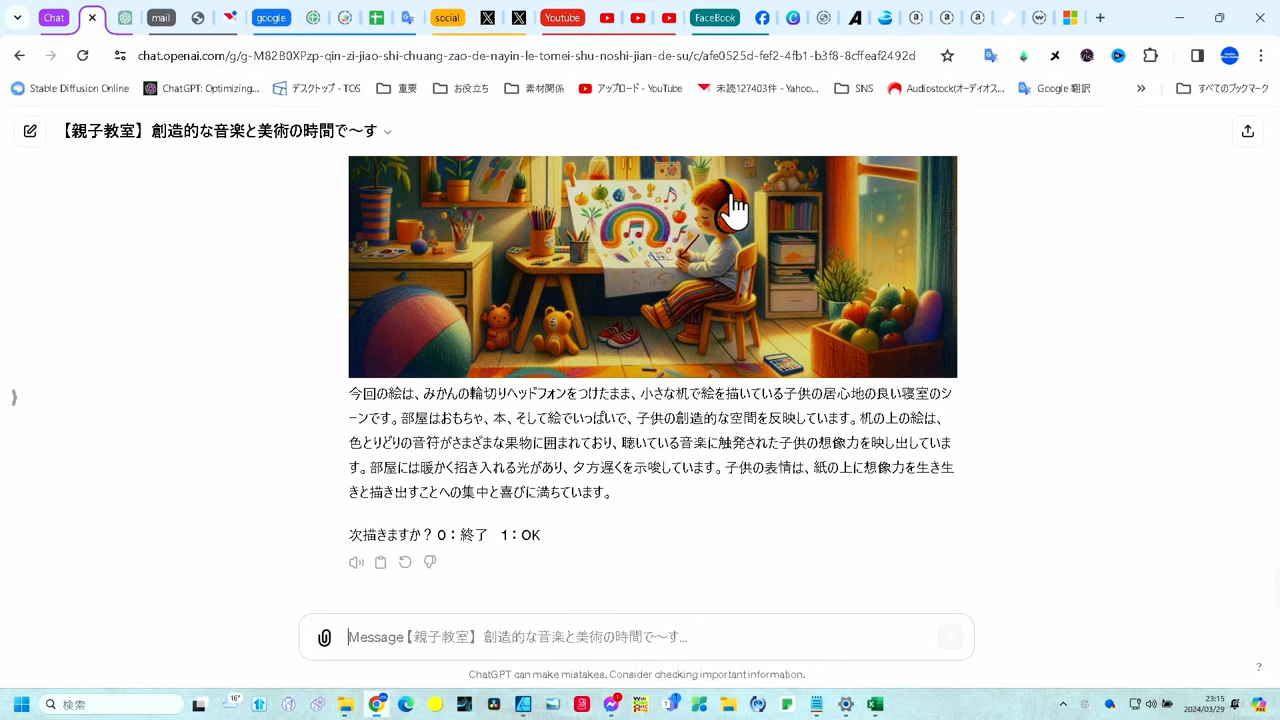 Chat
mail
google
social
Youtube
FaceBook
chat.openai.com/g/g-M82B0XPzp-qin-zi-jiao-shi-chuang-zao-de-nayin-le-tomei-shu-noshi-jian-de-su/c/afe0525d-fef2-4fb1-b3f8-8cffeaf2492d
Stable Diffusion Online
ChatGPT: Optimizing...
デスクトップ - TOS
重要
お役立ち
素材関係
アップロード - YouTube
未読127403件 - Yahoo...
SNS
Audiostock(オーディオス...
Google 翻訳
»
すべてのブックマーク
【親子教室】創造的な音楽と美術の時間で〜す
今回の絵は、みかんの輪切りヘッドフォンをつけたまま、小さな机で絵を描いている子供の居心地の良い寝室のシ
ーンです。部屋はおもちゃ、本、そして絵でいっぱいで、子供の創造的な空間を反映しています。机の上の絵は、
色とりどりの音符がさまざまな果物に囲まれており、聴いている音楽に触発された子供の想像力を映し出していま
す。部屋には暖かく招き入れる光があり、夕方遅くを示唆しています。子供の表情は、紙の上に想像力を生き生
きと描き出すことへの集中と喜びに満ちています。
次描きますか？０：終了　１：OK
Message【親子教室】 創造的な音楽と美術の時間で〜す...
ChatGPT can make mistakes. Consider checking important information.
?
検索
16°
23:15
2024/03/29